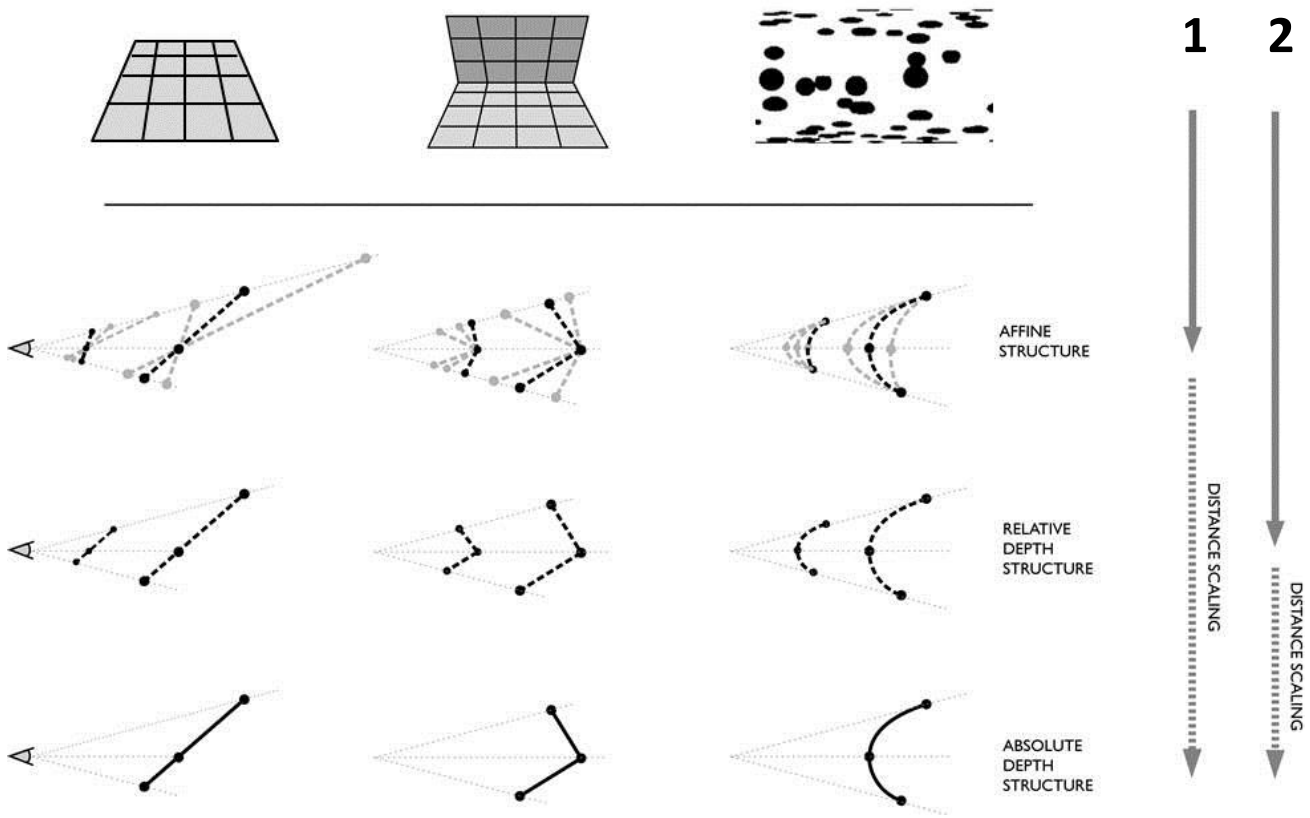 1 2
AFFINE
STRUCTURE
RELATIVE
DEPTH
STRUCTURE
DISTANCE SCALING
DISTANCE SCALING
ABSOLUTE
DEPTH
STRUCTURE